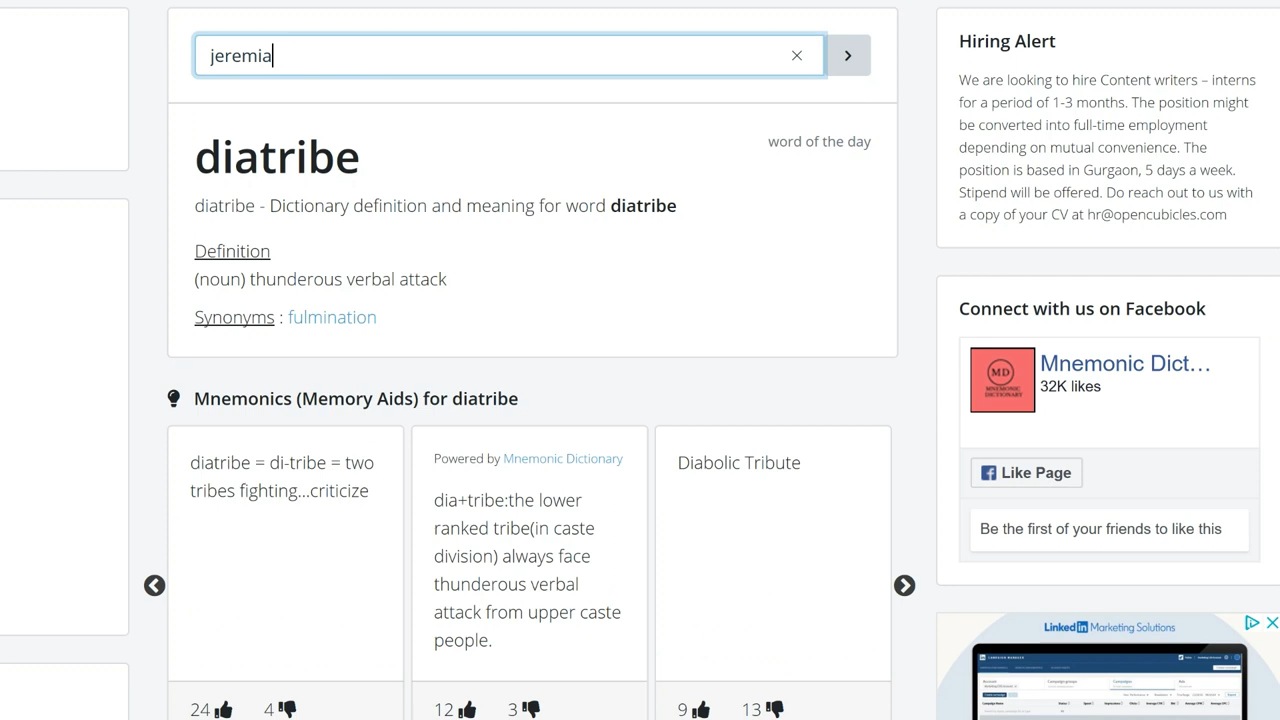 jeremia
word of the day
diatribe
diatribe - Dictionary definition and meaning for word diatribe
Definition
(noun) thunderous verbal attack
Synonyms : fulmination
Mnemonics (Memory Aids) for diatribe
diatribe = di-tribe = two
tribes fighting...criticize
24
4
Powered by Mnemonic Dictionary
dia+tribe:the lower
ranked tribe(in caste
division) always face
thunderous verbal
attack from upper caste
people.
12
3
Diabolic Tribute
9
13
Hiring Alert
We are looking to hire Content writers – interns
for a period of 1-3 months. The position might
be converted into full-time employment
depending on mutual convenience. The
position is based in Gurgaon, 5 days a week.
Stipend will be offered. Do reach out to us with
a copy of your CV at hr@opencubicles.com
Connect with us on Facebook
MD
MNEMONIC
DICTIONARY
Mnemonic Dict...
32K likes
Like Page
Be the first of your friends to like this
LinkedIn Marketing Solutions